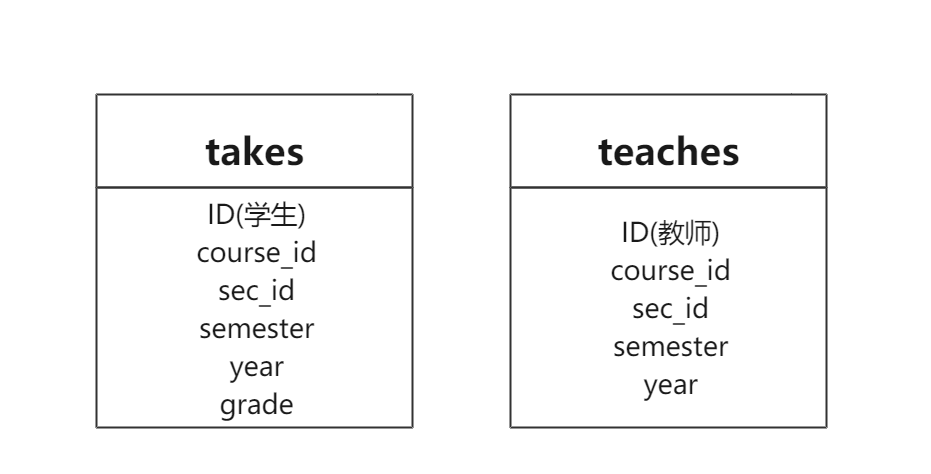 takes
ID(学生)
course_id
sec_id
semester
year
grade
teaches
ID(教师)
course_id
sec_id
semester
year